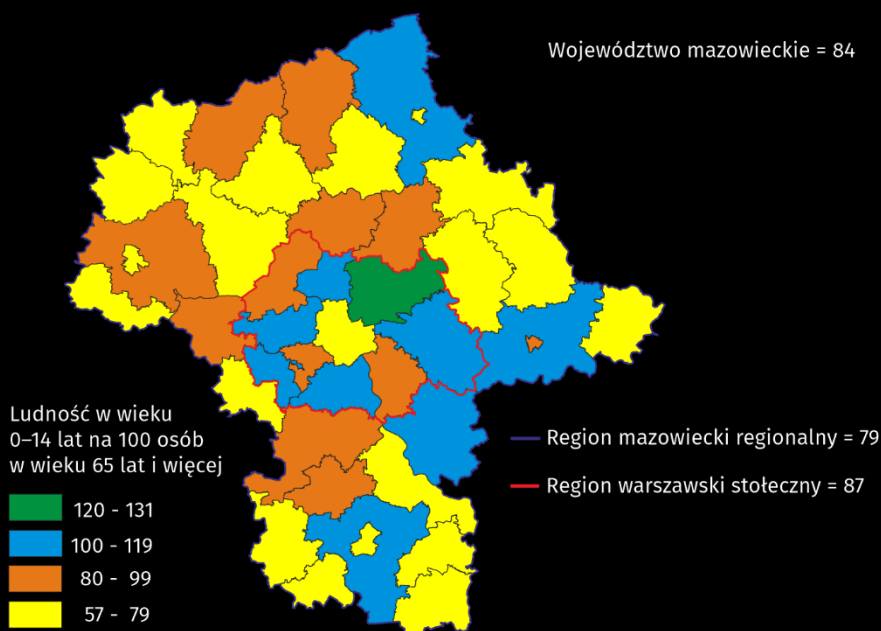 Województwo mazowieckie = 84
Ludność w wieku
0–14 lat na 100 osób
w wieku 65 lat i więcej
120 - 131
100 - 119
80 - 99
57 - 79
Region mazowiecki regionalny = 79
Region warszawski stołeczny = 87